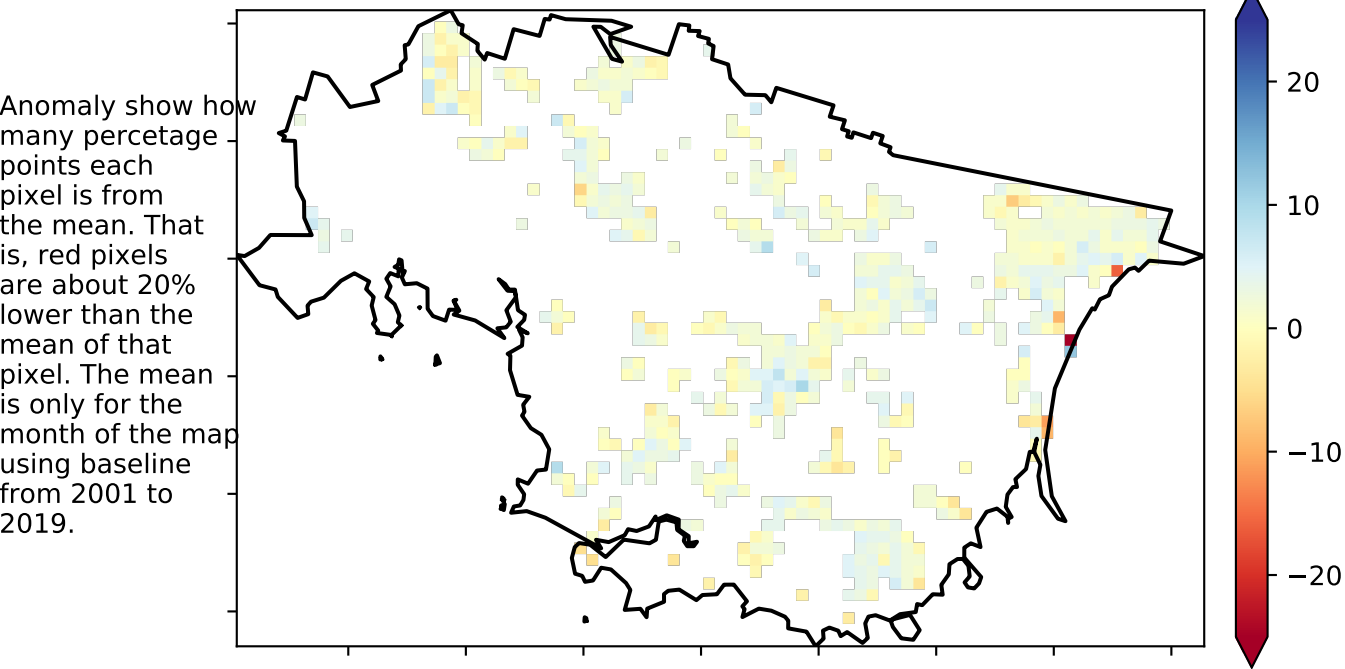 Anomaly show how
many percetage
points each
pixel is from
the mean. That
is, red pixels
are about 20%
lower than the
mean of that
pixel. The mean
is only for the
month of the map
using baseline
from 2001 to
2019.
20
10
0
−10
−20